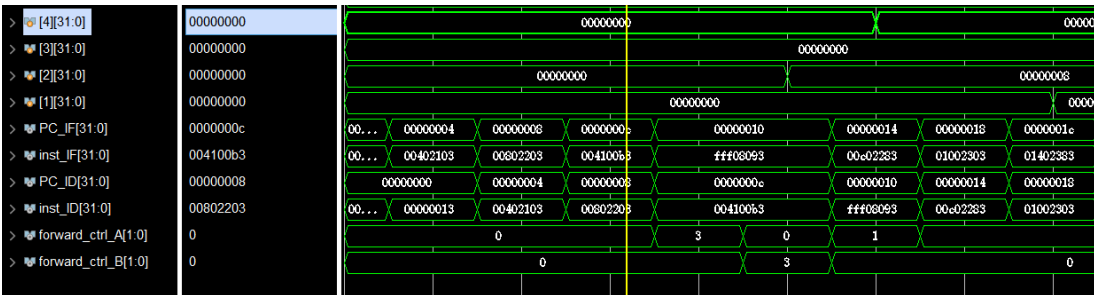 [4][31:0] 00000000 00000000 0000
[3][31:0] 00000000 00000000
[2][31:0] 00000000 00000000 00000008
[1][31:0] 00000000 00000000 0000
PC_IF[31:0] 0000000c 00... 00000004 00000008 0000000c 00000010 00000014 00000018 0000001c
inst_IF[31:0] 004100b3 00... 00402103 00802203 004100b3 fff08093 00c02283 01002303 01402383
PC_ID[31:0] 00000008 00000000 00000004 00000008 0000000c 00000010 00000014 00000018
inst_ID[31:0] 00802203 00... 00000013 00402103 00802203 004100b3 fff08093 00c02283 01002303
forward_ctrl_A[1:0] 0 0 3 0 1
forward_ctrl_B[1:0] 0 0 3 0